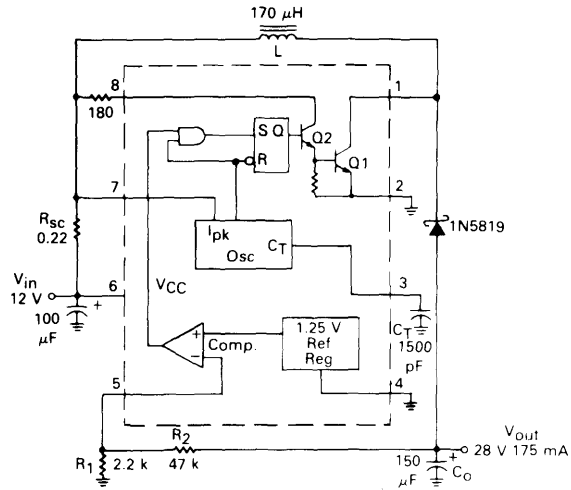 170 μH
L
8
180
1
S Q
Q2
R
Q1
7
2
Rsc
0.22
Ipk
CT
Osc
1N5819
Vin
12 V
6
VCC
3
100
μF
+
CT
1500
pF
+
−
Comp.
1.25 V
Ref
Reg
5
4
R2
47 k
Vout
28 V 175 mA
R1
2.2 k
150
μF
+
CO